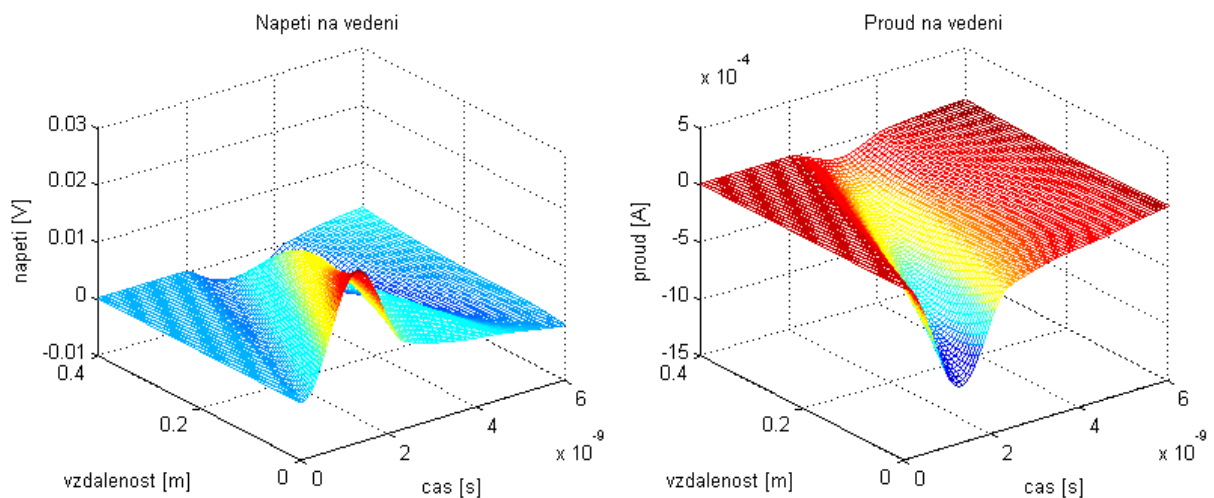 Napeti na vedeni
napeti [V]
0.03
0.02
0.01
0
-0.01
0.4
0.2
0
vzdalenost [m]
0
2
4
6
x 10^-9
cas [s]
Proud na vedeni
x 10^-4
proud [A]
5
0
-5
-10
-15
0.4
0.2
0
vzdalenost [m]
0
2
4
6
x 10^-9
cas [s]